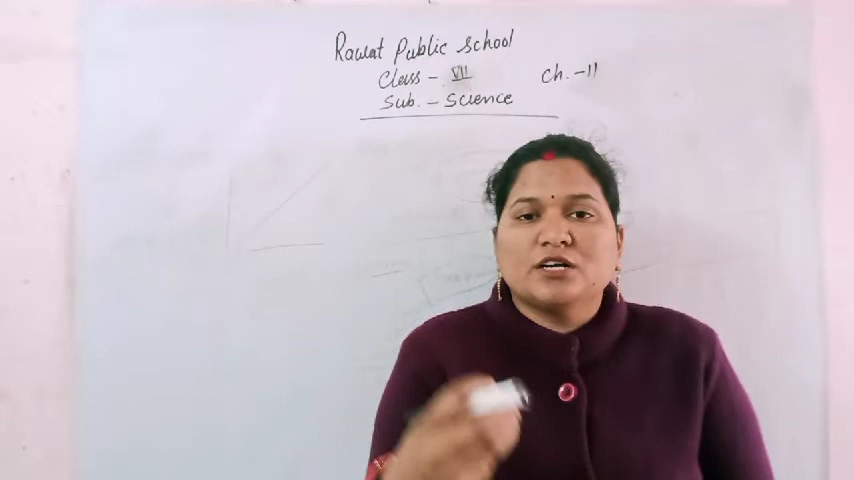 Rawat Public school
Class - VII Ch. - 11
Sub. - Science